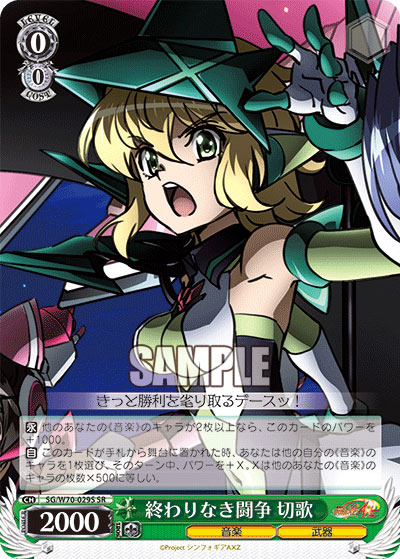 LEVEL
0
0
COST
SAMPLE
きっと勝利を毟り取るデースッ！
永 他のあなたの《音楽》のキャラが2枚以上なら、このカードのパワーを
+1000。
自 このカードが手札から舞台に置かれた時、あなたは他の自分の《音楽》のキ
ャラを1枚選び、そのターン中、パワーを+X。Xは他のあなたの《音楽》のキャラの
枚数×500に等しい。
CH SG/W70-029S SR
2000
終わりなき闘争 切歌
音楽
武器
©Project シンフォギアAXZ